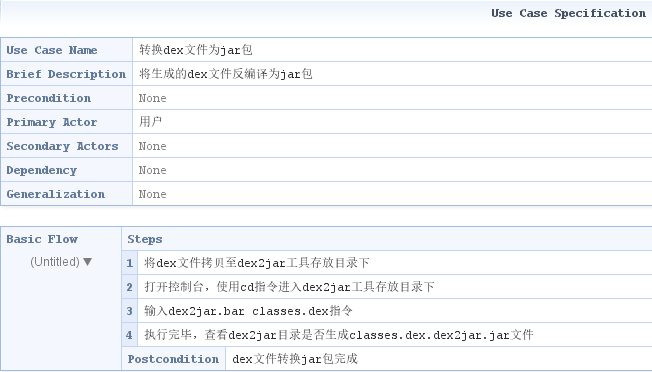 Use Case Specification
Use Case Name 转换dex文件为jar包
Brief Description 将生成的dex文件反编译为jar包
Precondition None
Primary Actor 用户
Secondary Actors None
Dependency None
Generalization None
Basic Flow Steps
(Untitled) ▼
1 将dex文件拷贝至dex2jar工具存放目录下
2 打开控制台，使用cd指令进入dex2jar工具存放目录下
3 输入dex2jar.bar classes.dex指令
4 执行完毕，查看dex2jar目录是否生成classes.dex.dex2jar.jar文件
Postcondition dex文件转换jar包完成